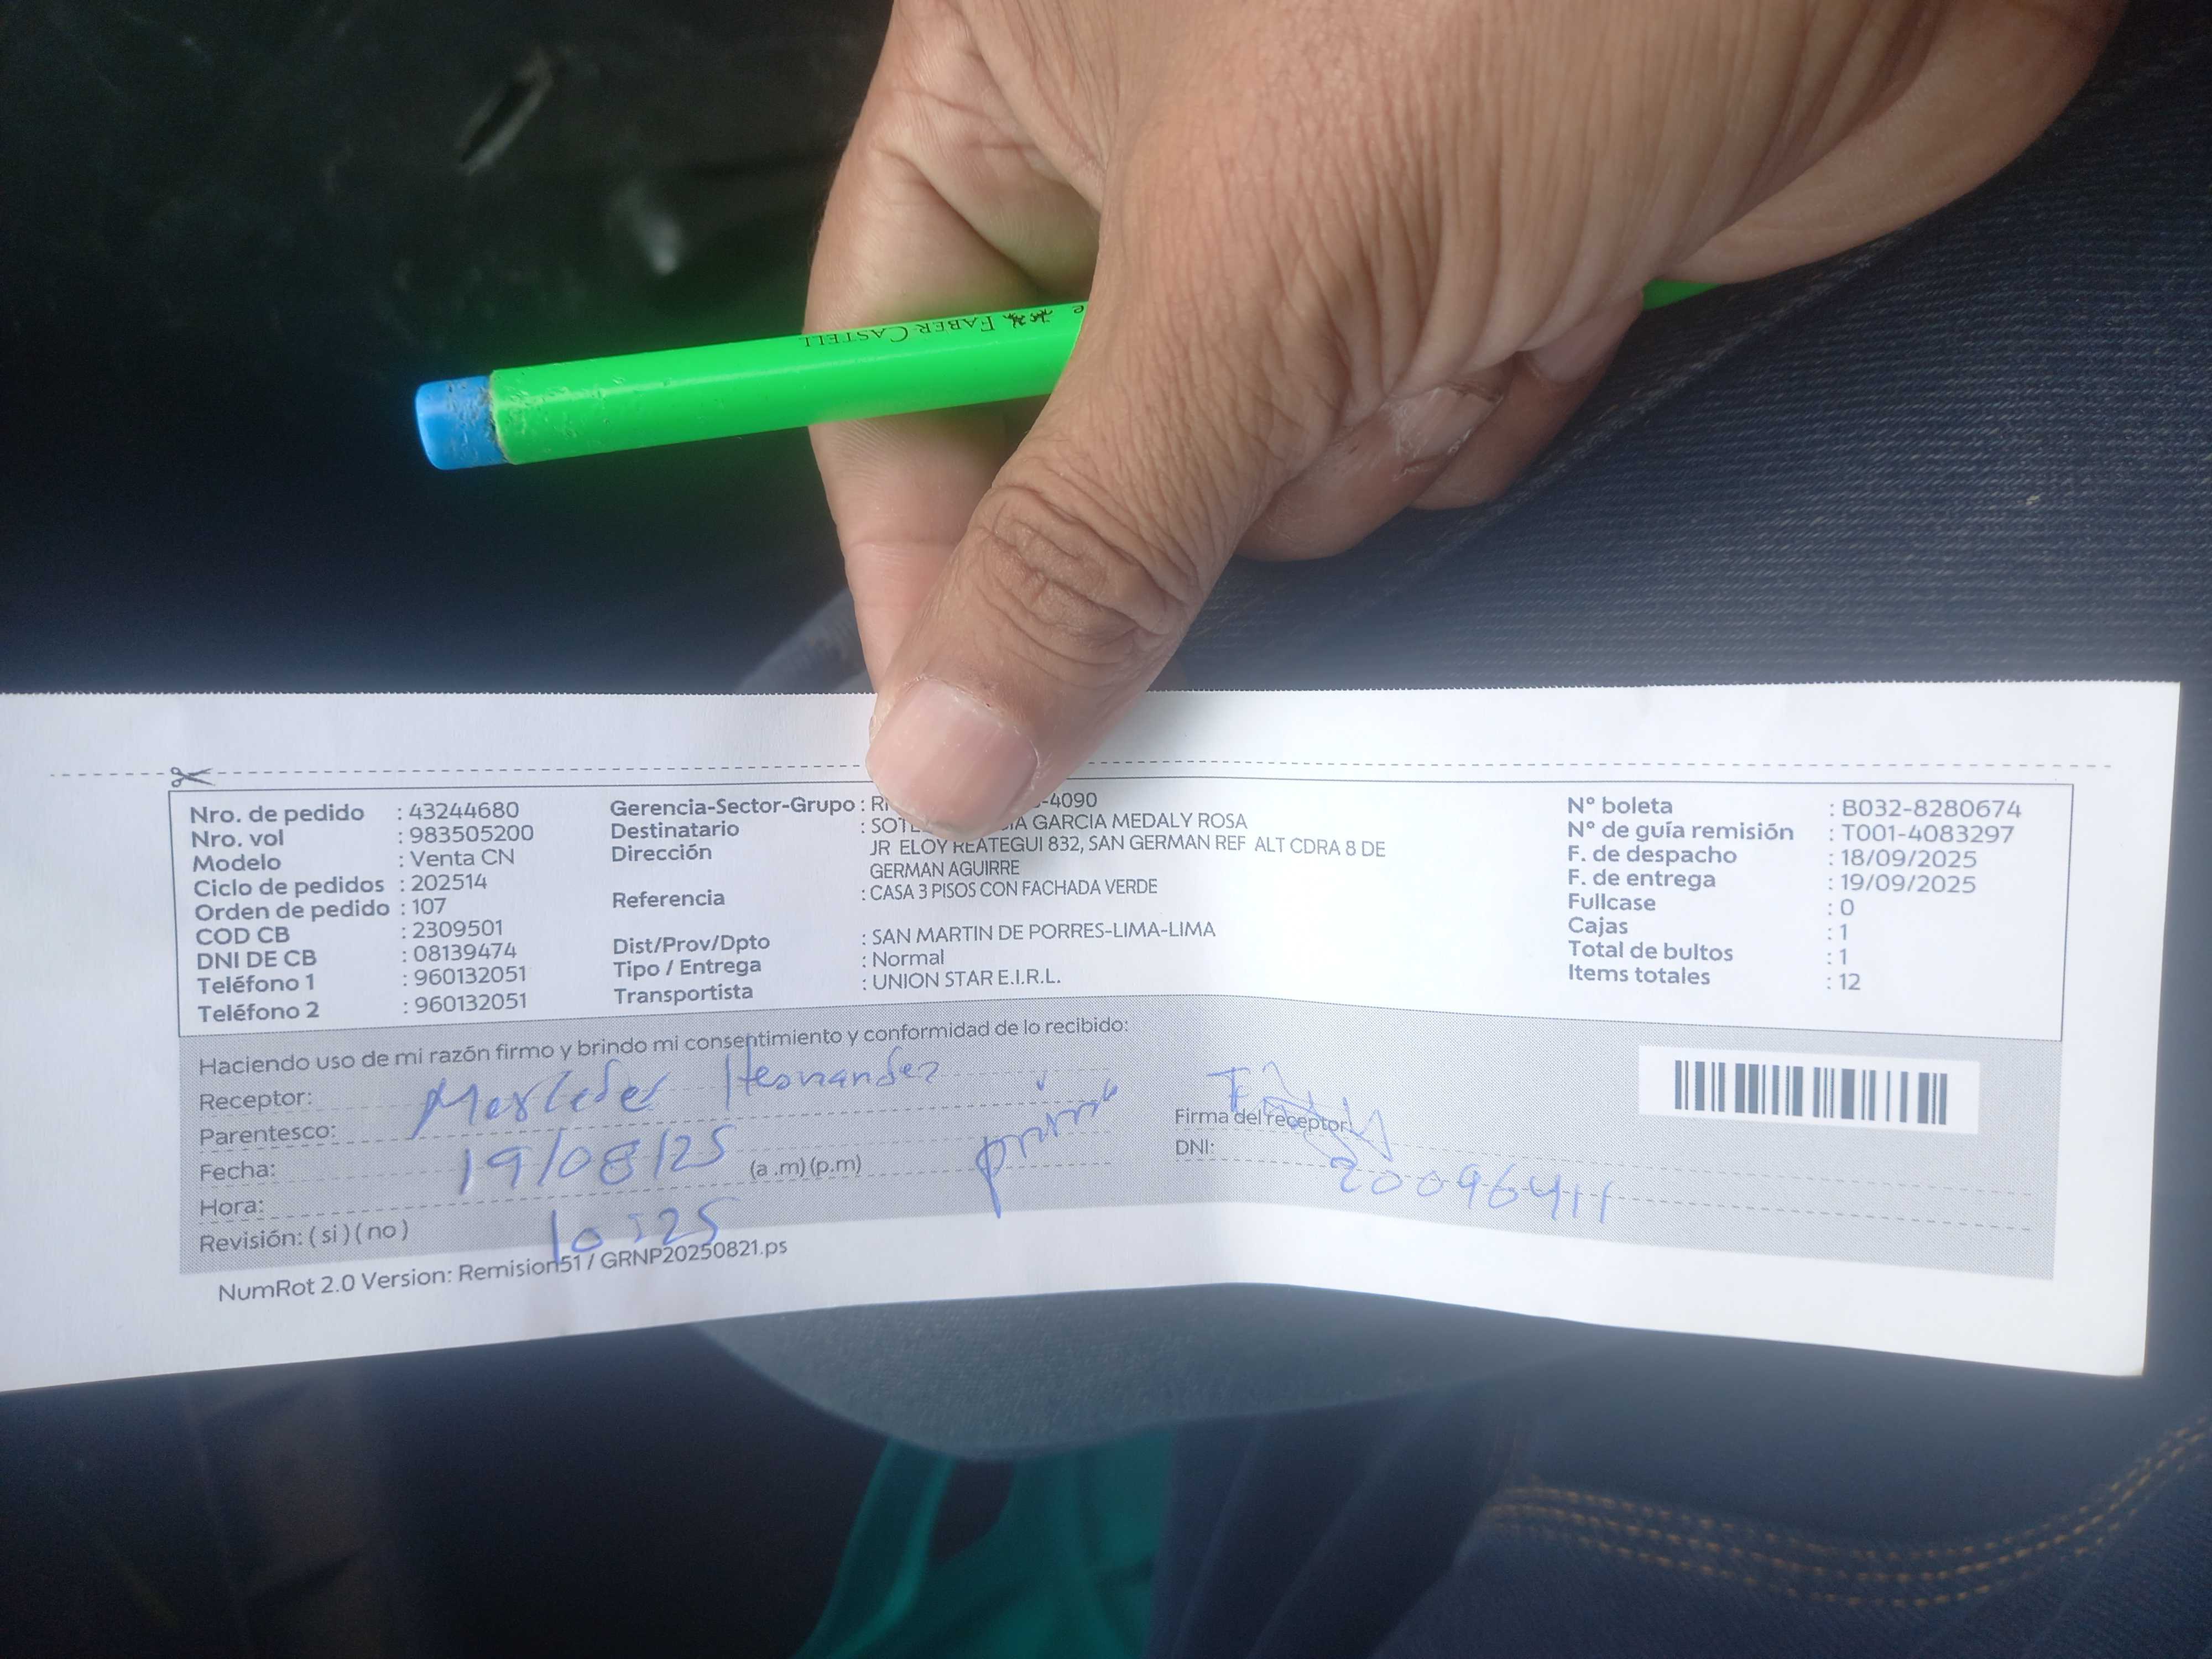 FABER-CASTELL
Nro. de pedido : 43244680
Nro. vol : 983505200
Modelo : Venta CN
Ciclo de pedidos : 202514
Orden de pedido : 107
COD CB : 2309501
DNI DE CB : 08139474
Teléfono 1 : 960132051
Teléfono 2 : 960132051
Gerencia-Sector-Grupo : -4090
Destinatario : GARCIA MEDALY ROSA
Dirección JR ELOY REATEGUI 832, SAN GERMAN REF ALT CDRA 8 DE
GERMAN AGUIRRE
Referencia : CASA 3 PISOS CON FACHADA VERDE
Dist/Prov/Dpto : SAN MARTIN DE PORRES-LIMA-LIMA
Tipo / Entrega : Normal
Transportista : UNION STAR E.I.R.L.
N° boleta : B032-8280674
N° de guía remisión : T001-4083297
F. de despacho : 18/09/2025
F. de entrega : 19/09/2025
Fullcase : 0
Cajas : 1
Total de bultos : 1
Items totales : 12
Haciendo uso de mi razón firmo y brindo mi consentimiento y conformidad de lo recibido:
Receptor: Mercedes Hernandez
Parentesco:
Fecha: 19/08/25 (a .m) (p.m)
Hora: 10:25
Revisión: ( si ) ( no )
Firma del receptor
DNI: 20096411
NumRot 2.0 Version: Remision51 / GRNP20250821.ps